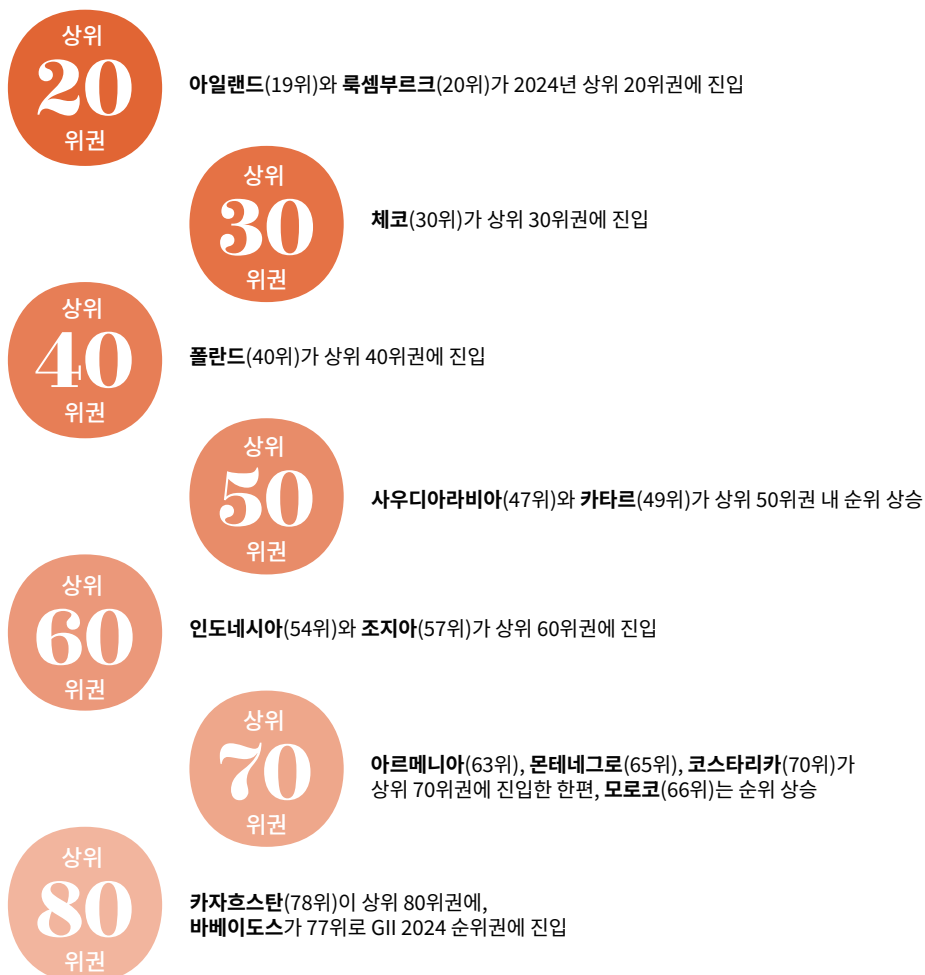 상위
20
위권
아일랜드(19위)와 룩셈부르크(20위)가 2024년 상위 20위권에 진입
상위
30
위권
체코(30위)가 상위 30위권에 진입
상위
40
위권
폴란드(40위)가 상위 40위권에 진입
상위
50
위권
사우디아라비아(47위)와 카타르(49위)가 상위 50위권 내 순위 상승
상위
60
위권
인도네시아(54위)와 조지아(57위)가 상위 60위권에 진입
상위
70
위권
아르메니아(63위), 몬테네그로(65위), 코스타리카(70위)가
상위 70위권에 진입한 한편, 모로코(66위)는 순위 상승
상위
80
위권
카자흐스탄(78위)이 상위 80위권에,
바베이도스가 77위로 GII 2024 순위권에 진입